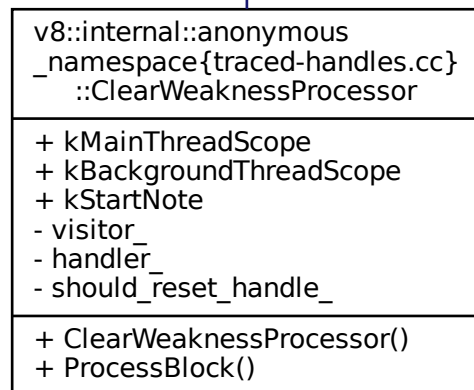 v8::internal::anonymous
_namespace{traced-handles.cc}
::ClearWeaknessProcessor
+ kMainThreadScope
+ kBackgroundThreadScope
+ kStartNote
- visitor_
- handler_
- should_reset_handle_
+ ClearWeaknessProcessor()
+ ProcessBlock()